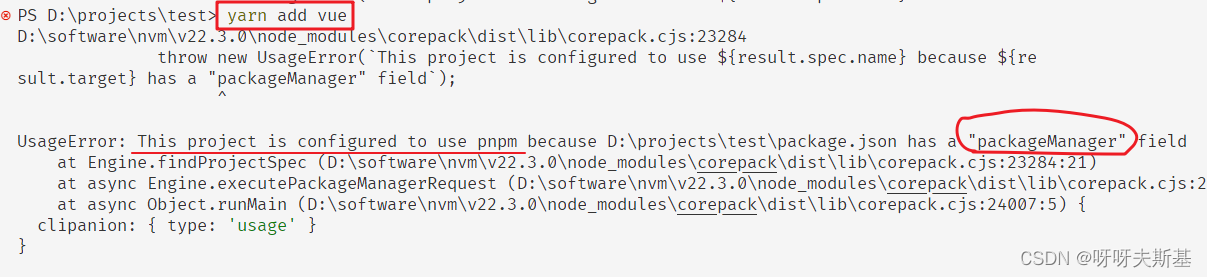 PS D:\projects\test> yarn add vue
D:\software\nvm\v22.3.0\node_modules\corepack\dist\lib\corepack.cjs:23284
throw new UsageError(`This project is configured to use ${result.spec.name} because ${re
sult.target} has a "packageManager" field`);
^
UsageError: This project is configured to use pnpm because D:\projects\test\package.json has a "packageManager" field
at Engine.findProjectSpec (D:\software\nvm\v22.3.0\node_modules\corepack\dist\lib\corepack.cjs:23284:21)
at async Engine.executePackageManagerRequest (D:\software\nvm\v22.3.0\node_modules\corepack\dist\lib\corepack.cjs:2
at async Object.runMain (D:\software\nvm\v22.3.0\node_modules\corepack\dist\lib\corepack.cjs:24007:5) {
clipanion: { type: 'usage' }
}
CSDN @呀呀夫斯基